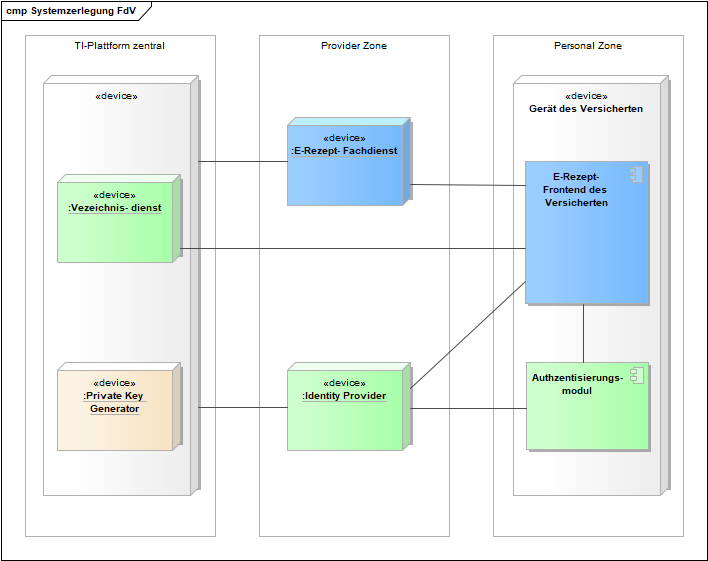 cmp Systemzerlegung FdV
TI-Plattform zentral
«device»
«device»
:Vezeichnis- dienst
«device»
:Private Key
Generator
Provider Zone
«device»
:E-Rezept- Fachdienst
«device»
:Identity Provider
Personal Zone
«device»
Gerät des Versicherten
E-Rezept-
Frontend des
Versicherten
Authzentisierungs-
modul